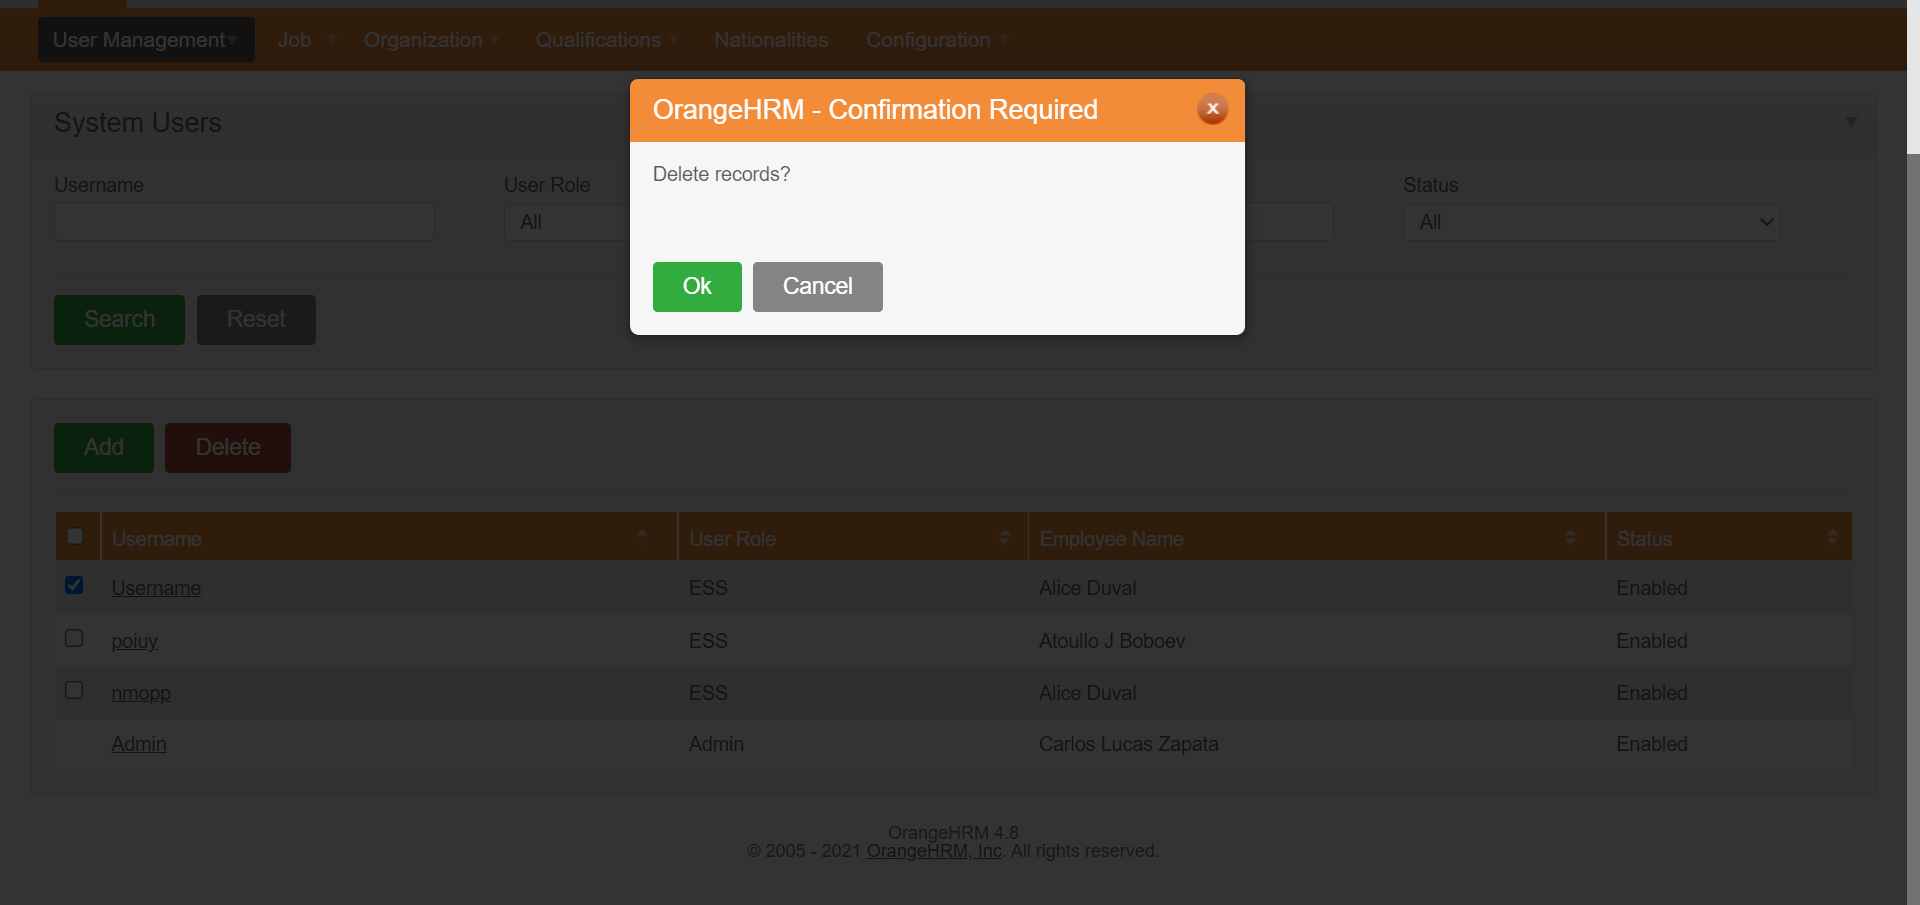 User Management Job Organization Qualifications Nationalities Configuration
OrangeHRM - Confirmation Required
x
Delete records?
Ok Cancel
System Users
Username User Role Status
All All
Search Reset
Add Delete
Username User Role Employee Name Status
Username ESS Alice Duval Enabled
poiuy ESS Atoullo J Boboev Enabled
nmopp ESS Alice Duval Enabled
Admin Admin Carlos Lucas Zapata Enabled
OrangeHRM 4.8
© 2005 - 2021 OrangeHRM, Inc. All rights reserved.